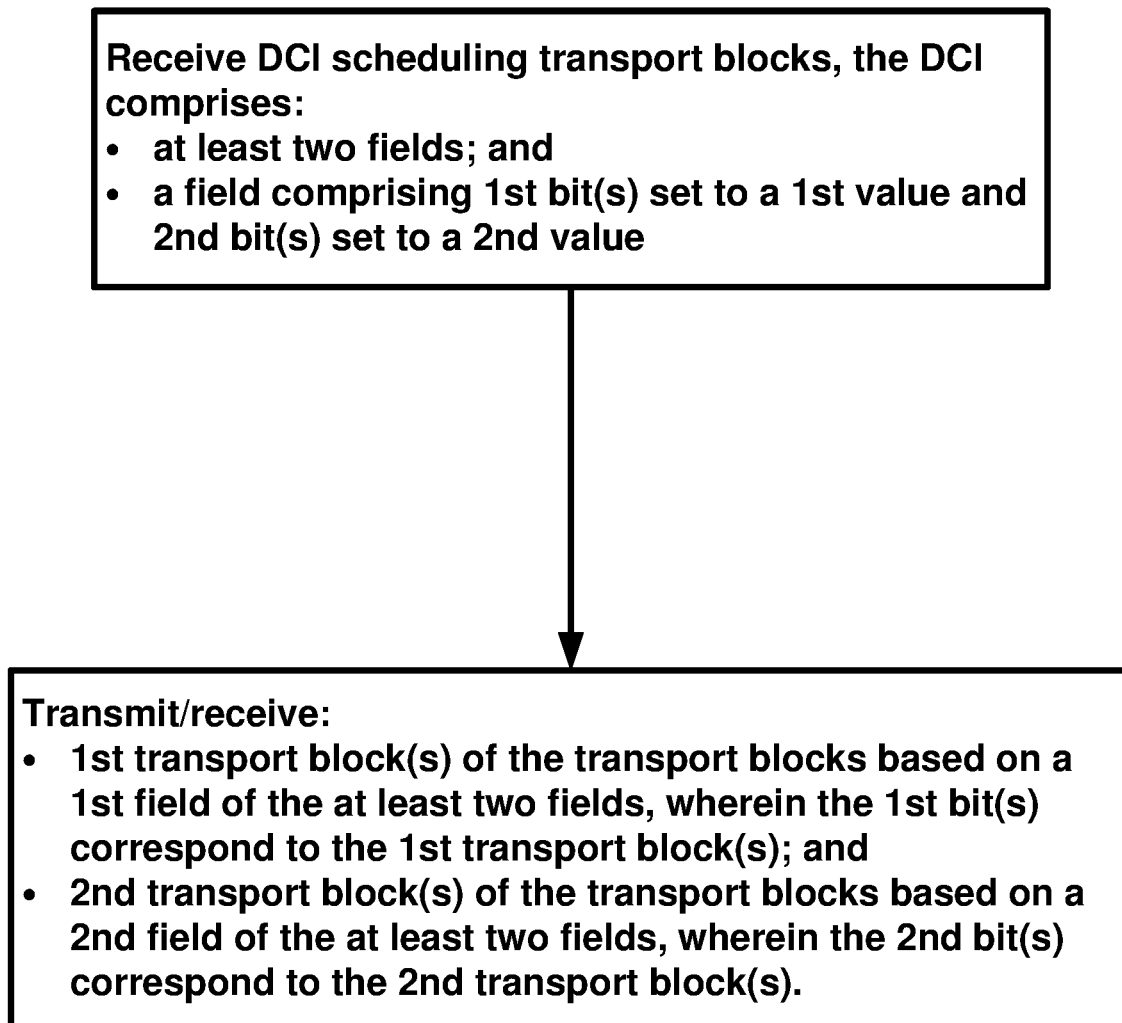 Receive DCI scheduling transport blocks, the DCI
comprises:
• at least two fields; and
• a field comprising 1st bit(s) set to a 1st value and
2nd bit(s) set to a 2nd value
Transmit/receive:
• 1st transport block(s) of the transport blocks based on a
1st field of the at least two fields, wherein the 1st bit(s)
correspond to the 1st transport block(s); and
• 2nd transport block(s) of the transport blocks based on a
2nd field of the at least two fields, wherein the 2nd bit(s)
correspond to the 2nd transport block(s).